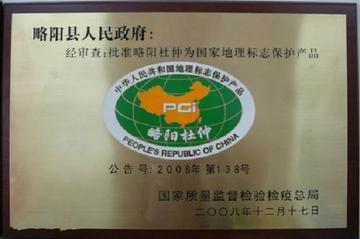 略阳县人民政府：
经审查：批准略阳杜仲为国家地理标志保护产品
中华人民共和国地理标志保护产品
PGI
略阳杜仲
PEOPLE'S REPUBLIC OF CHINA
公告号：2008年第138号
国家质量监督检验检疫总局
二〇〇八年十二月十七日